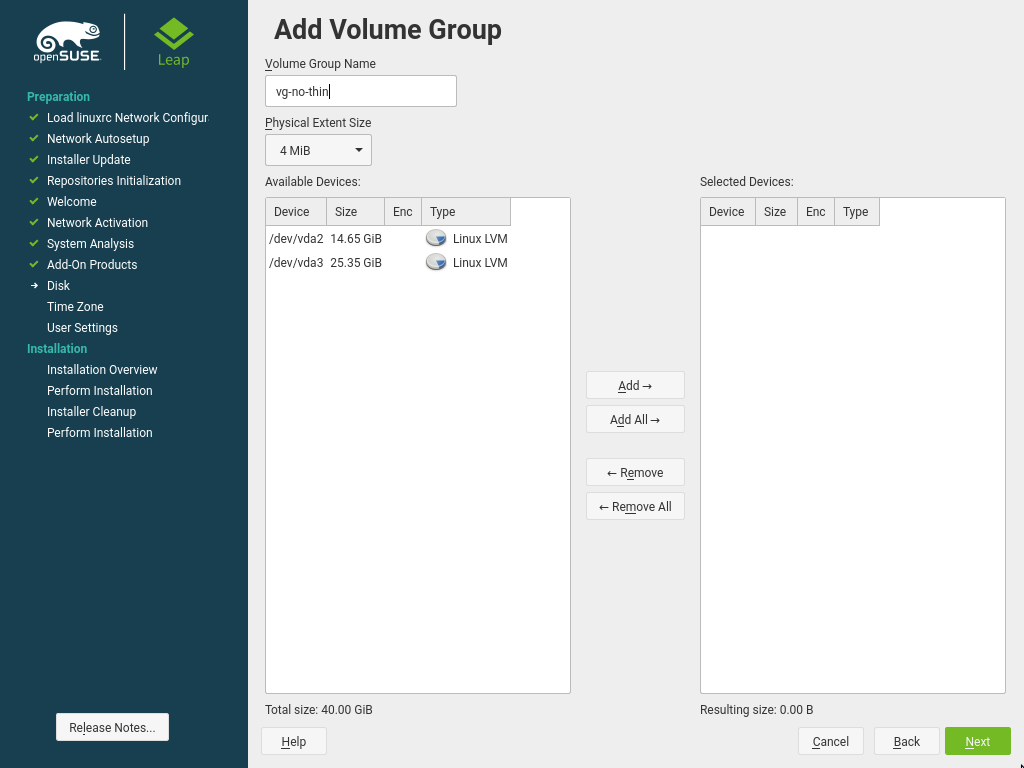 openSUSE
Leap
Preparation
Load linuxrc Network Configur
Network Autosetup
Installer Update
Repositories Initialization
Welcome
Network Activation
System Analysis
Add-On Products
Disk
Time Zone
User Settings
Installation
Installation Overview
Perform Installation
Installer Cleanup
Perform Installation
Release Notes...
Add Volume Group
Volume Group Name
vg-no-thin
Physical Extent Size
4 MiB
Available Devices:
Device Size Enc Type
/dev/vda2 14.65 GiB Linux LVM
/dev/vda3 25.35 GiB Linux LVM
Total size: 40.00 GiB
Add →
Add All →
← Remove
← Remove All
Selected Devices:
Device Size Enc Type
Resulting size: 0.00 B
Help
Cancel
Back
Next